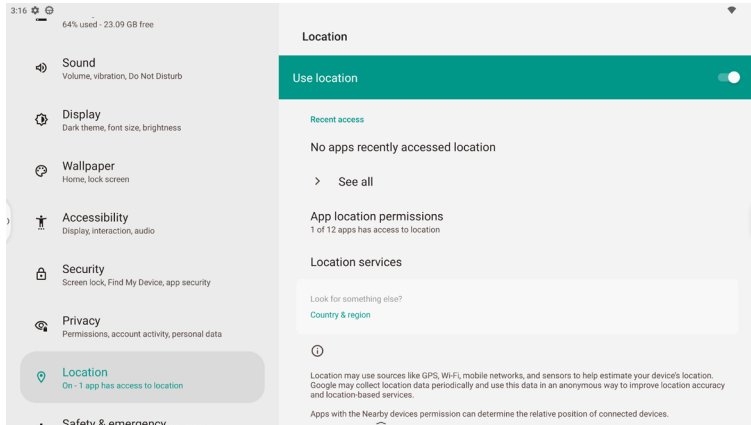 3:16
64% used - 23.09 GB free
Sound
Volume, vibration, Do Not Disturb
Display
Dark theme, font size, brightness
Wallpaper
Home, lock screen
Accessibility
Display, interaction, audio
Security
Screen lock, Find My Device, app security
Privacy
Permissions, account activity, personal data
Location
On - 1 app has access to location
Safety & emergency
Location
Use location
Recent access
No apps recently accessed location
See all
App location permissions
1 of 12 apps has access to location
Location services
Look for something else?
Country & region
Location may use sources like GPS, Wi-Fi, mobile networks, and sensors to help estimate your device's location.
Google may collect location data periodically and use this data in an anonymous way to improve location accuracy
and location-based services.
Apps with the Nearby devices permission can determine the relative position of connected devices.